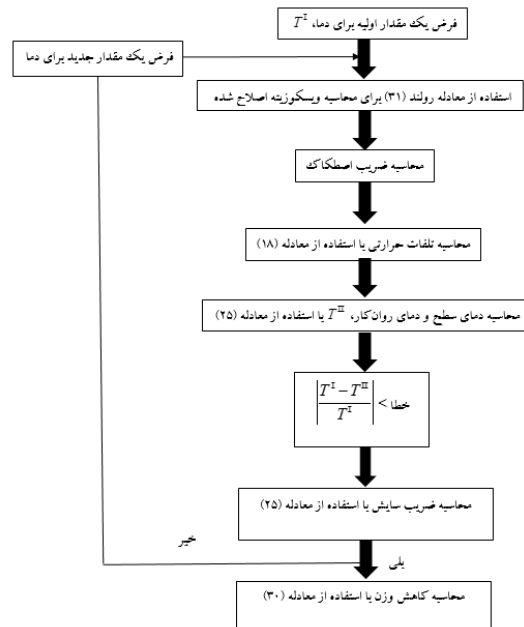 فرض یک مقدار اولیه برای دما، T^I
فرض یک مقدار جدید برای دما
استفاده از معادله رولند (۳۱) برای محاسبه ویسکوزیته اصلاح شده
محاسبه ضریب اصطکاک
محاسبه تلفات حرارتی با استفاده از معادله (۱۸)
محاسبه دمای سطح و دمای روان‌کار، T^II با استفاده از معادله (۲۵)
|(T^I − T^II) / T^I| < خطا
محاسبه ضریب سایش با استفاده از معادله (۲۵)
خیر
بلی
محاسبه کاهش وزن با استفاده از معادله (۳۰)